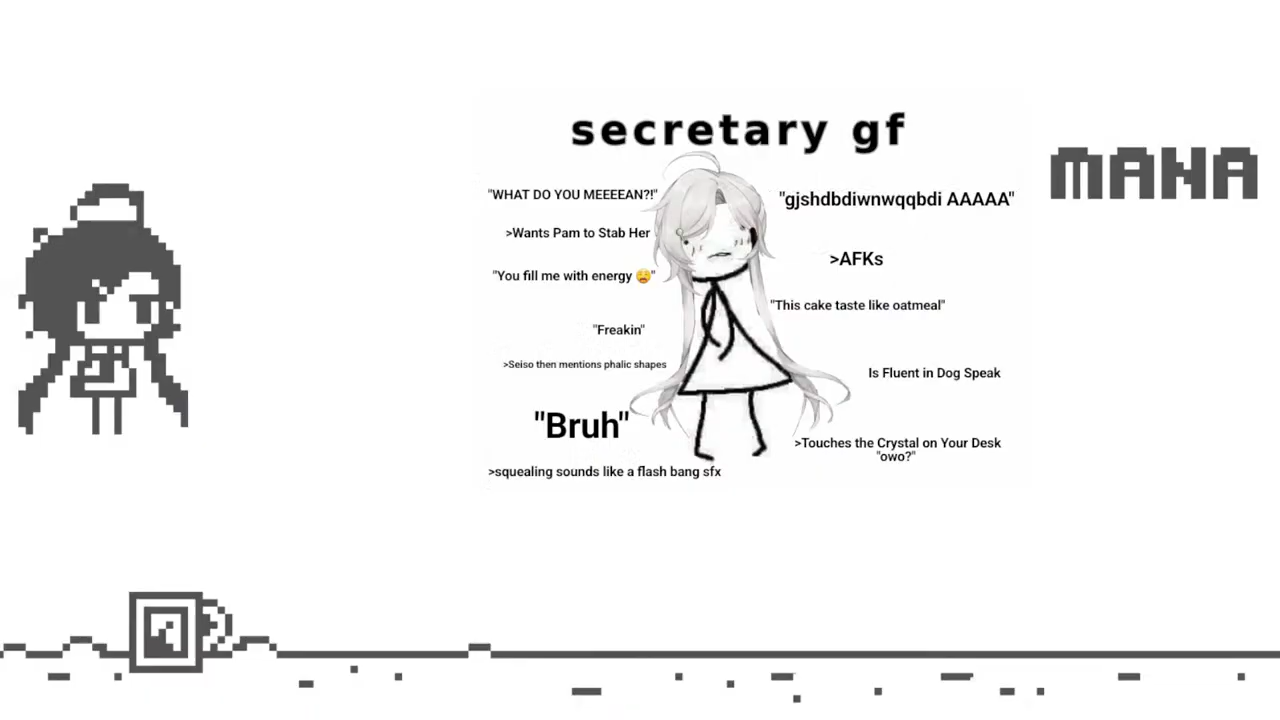 secretary gf
MANA
"WHAT DO YOU MEEEEAN?!"
>Wants Pam to Stab Her
"You fill me with energy 😩"
"Freakin"
>Seiso then mentions phalic shapes
"Bruh"
>squealing sounds like a flash bang sfx
"gjshdbdiwnwqqbdi AAAAA"
>AFKs
"This cake taste like oatmeal"
Is Fluent in Dog Speak
>Touches the Crystal on Your Desk
"owo?"